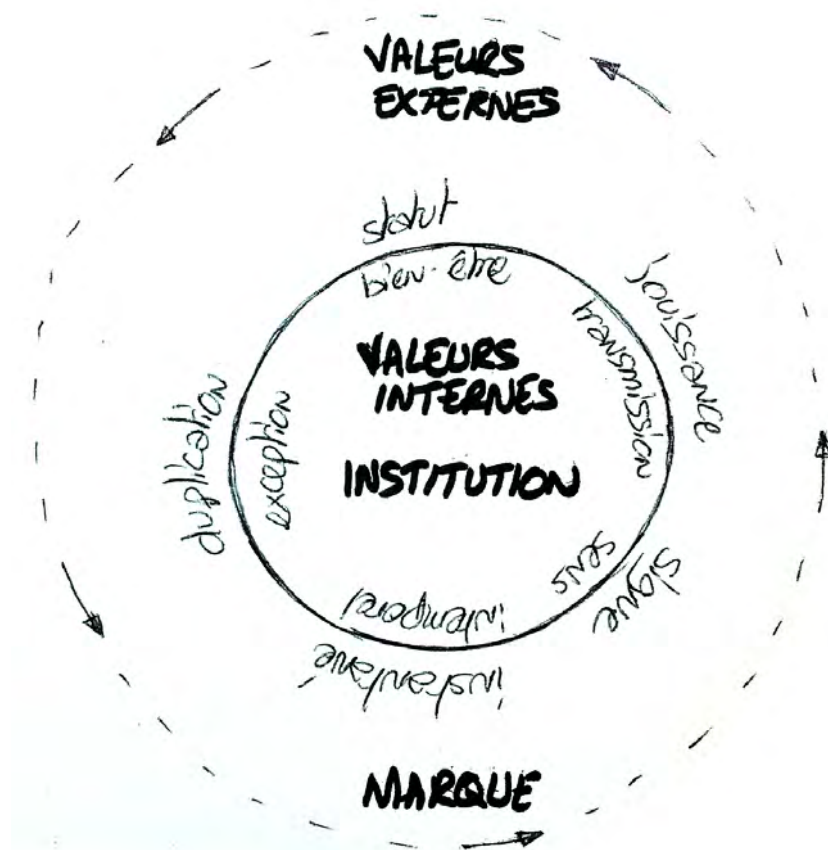 VALEURS
EXTERNES
statut
bien-être
jouissance
transmission
VALEURS
INTERNES
INSTITUTION
duplication
exception
sens
signe
intemporel
instantané
MARQUE